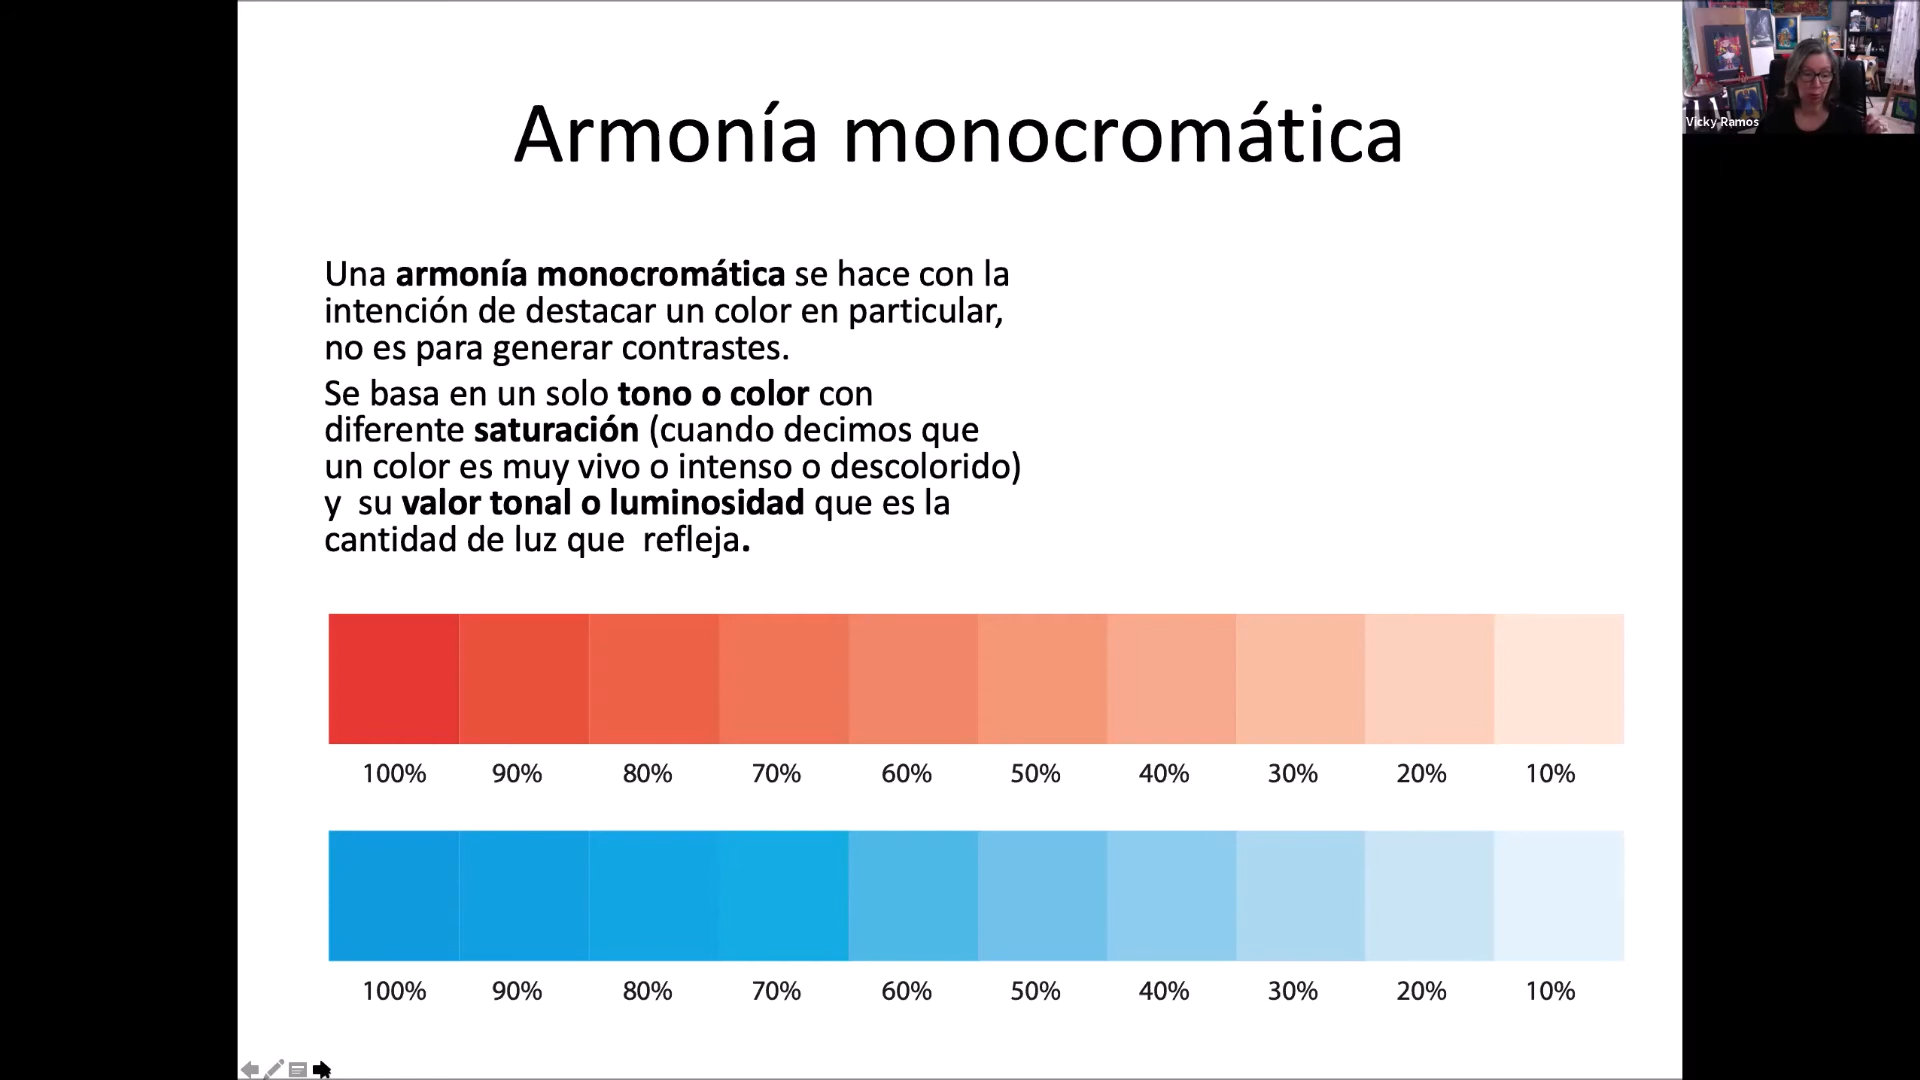 Armonía monocromática
Vicky Ramos
Una armonía monocromática se hace con la
intención de destacar un color en particular,
no es para generar contrastes.
Se basa en un solo tono o color con
diferente saturación (cuando decimos que
un color es muy vivo o intenso o descolorido)
y  su valor tonal o luminosidad que es la
cantidad de luz que  refleja.
100% 90% 80% 70% 60% 50% 40% 30% 20% 10%
100% 90% 80% 70% 60% 50% 40% 30% 20% 10%